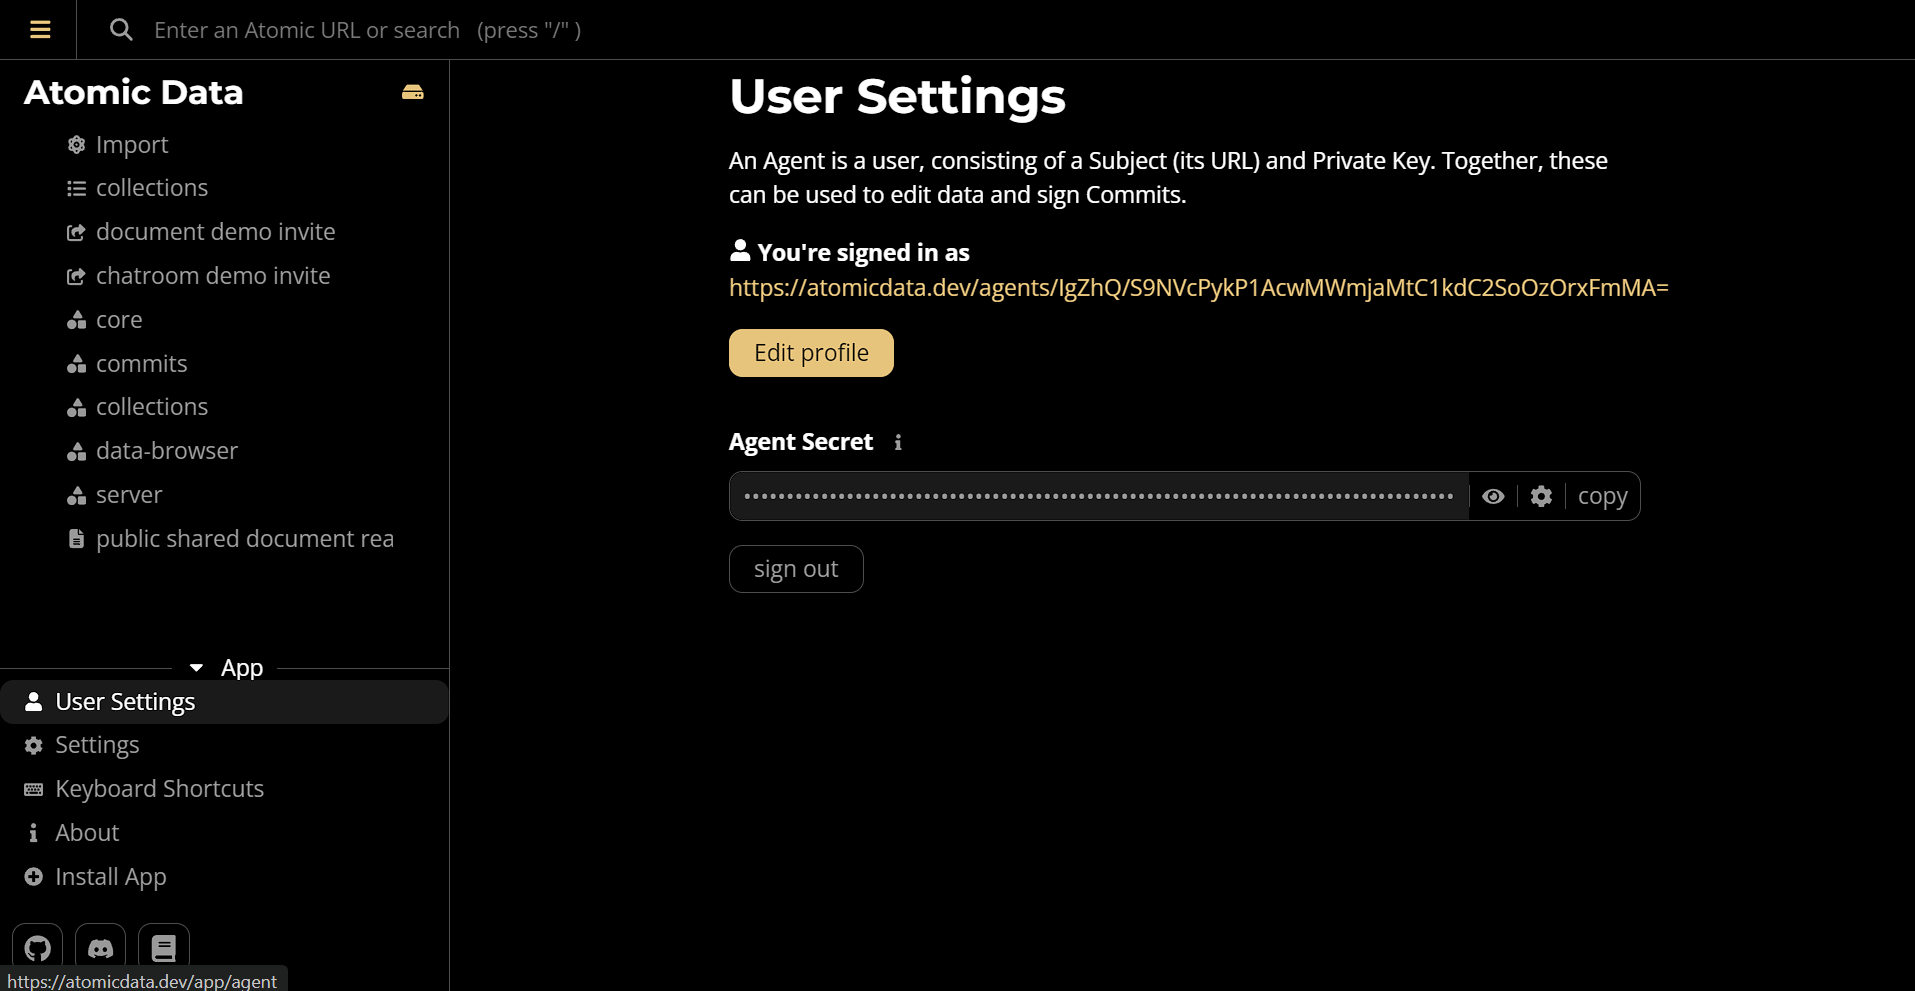 Enter an Atomic URL or search (press "/" )
Atomic Data
Import
collections
document demo invite
chatroom demo invite
core
commits
collections
data-browser
server
public shared document rea
App
User Settings
Settings
Keyboard Shortcuts
About
Install App
https://atomicdata.dev/app/agent
User Settings
An Agent is a user, consisting of a Subject (its URL) and Private Key. Together, these
can be used to edit data and sign Commits.
You're signed in as
https://atomicdata.dev/agents/IgZhQ/S9NVcPykP1AcwMWmjaMtC1kdC2SoOzOrxFmMA=
Edit profile
Agent Secret
copy
sign out